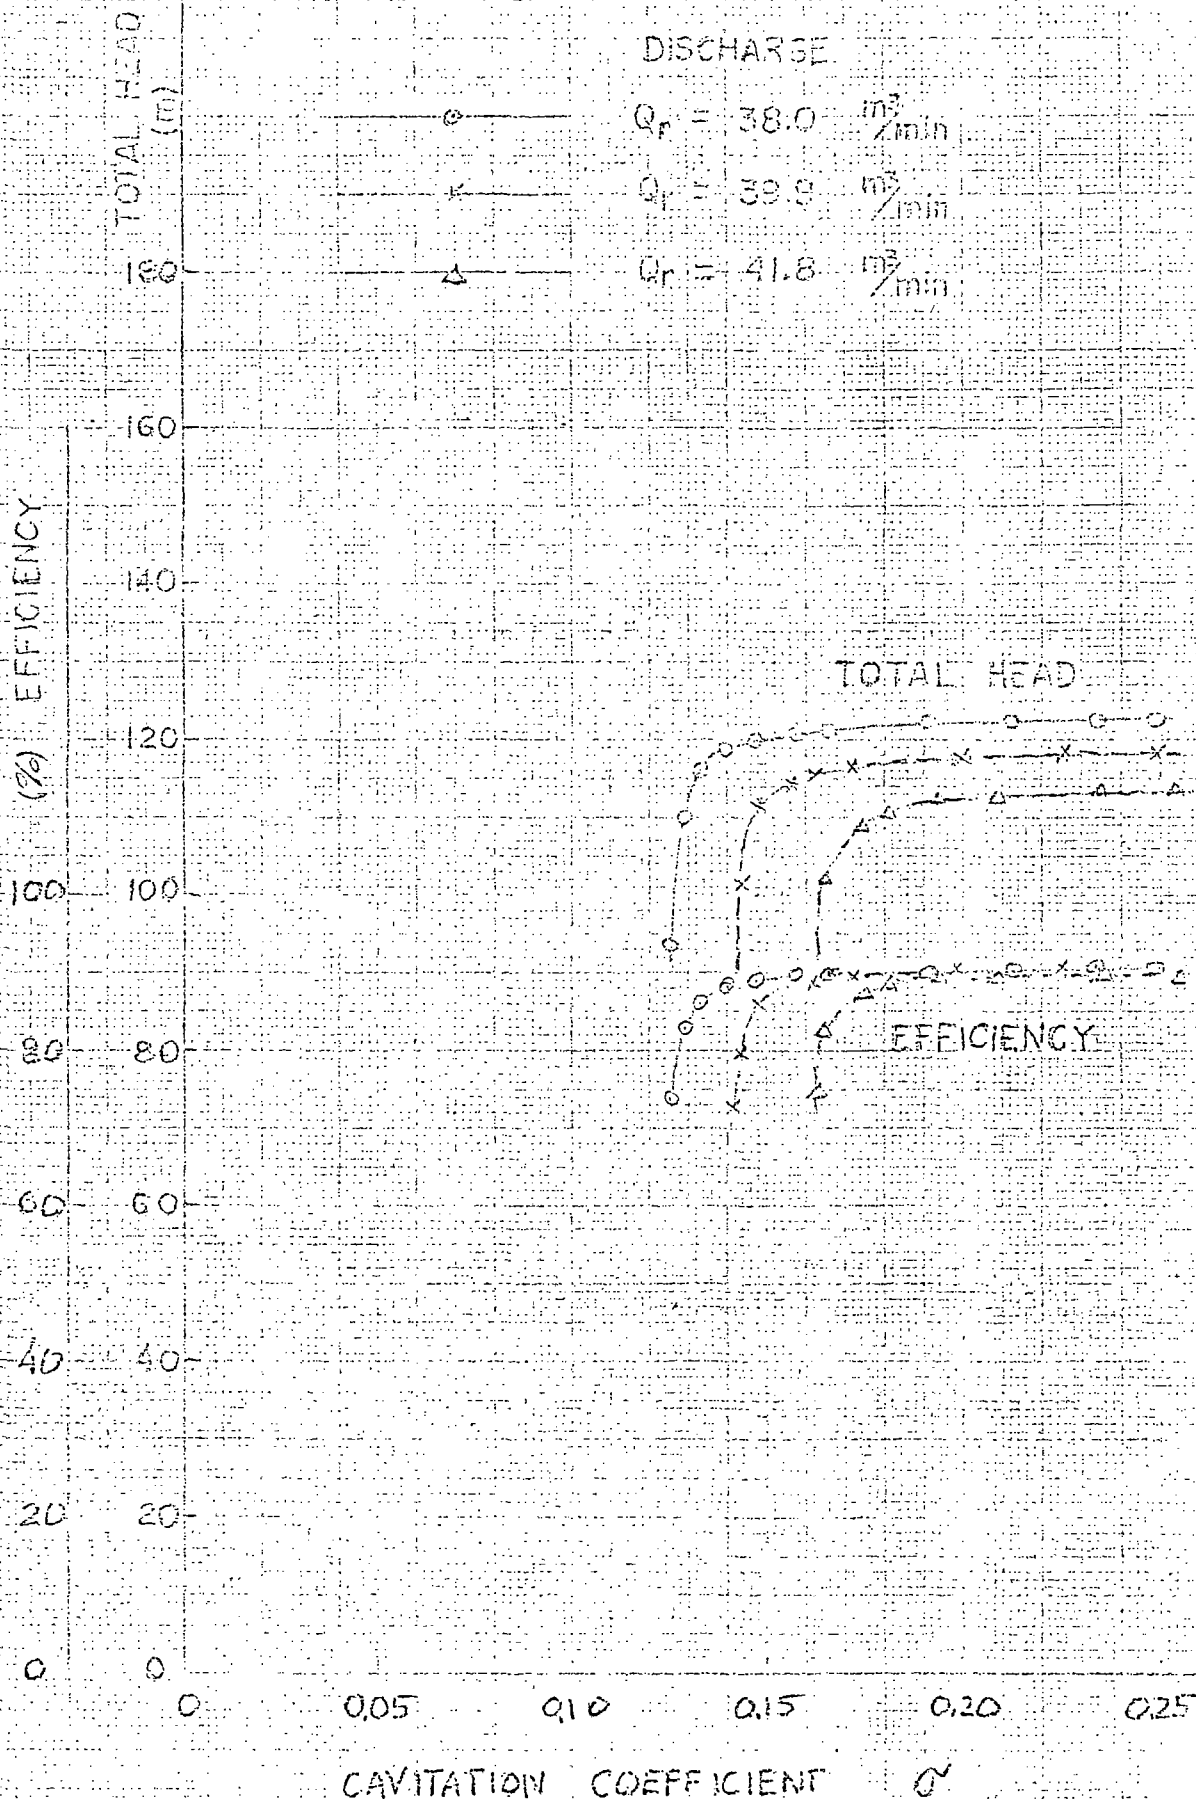 TOTAL HEAD
(m)
DISCHARGE
Qr = 38.0 m³/min
Qr = 39.9 m³/min
Qr = 41.8 m³/min
180
160
140
120
100
80
60
40
20
0
(%) EFFICIENCY
100
80
60
40
20
0
TOTAL HEAD
EFFICIENCY
0 0.05 0.10 0.15 0.20 0.25
CAVITATION COEFFICIENT σ